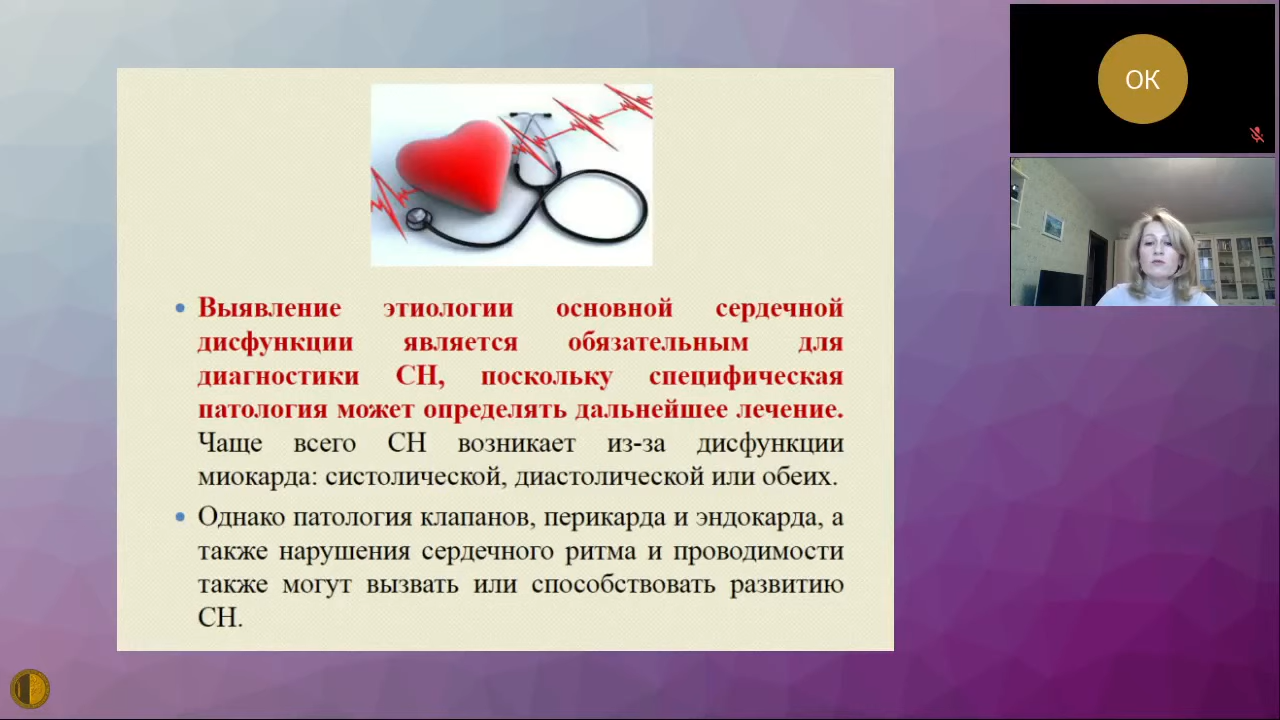 ОК
Выявление этиологии основной сердечной
дисфункции является обязательным для
диагностики СН, поскольку специфическая
патология может определять дальнейшее лечение.
Чаще всего СН возникает из-за дисфункции
миокарда: систолической, диастолической или обеих.
Однако патология клапанов, перикарда и эндокарда, а
также нарушения сердечного ритма и проводимости
также могут вызвать или способствовать развитию
СН.